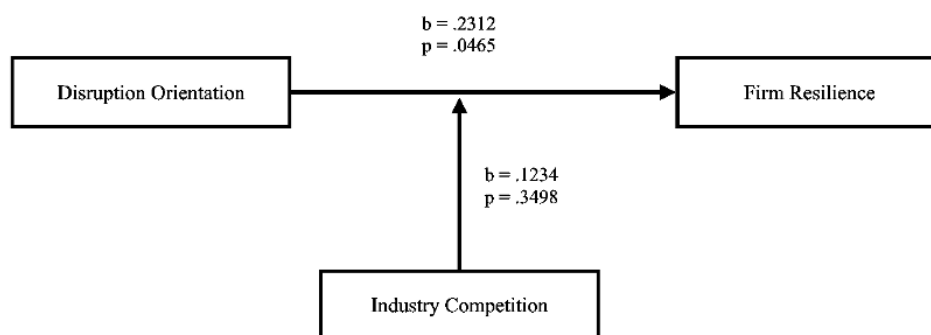 b = .2312
p = .0465
Disruption Orientation
Firm Resilience
b = .1234
p = .3498
Industry Competition